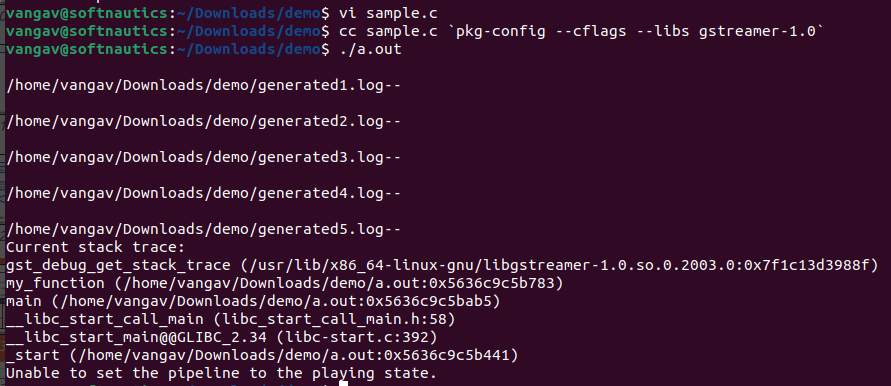 vangav@softnautics:~/Downloads/demo$ vi sample.c
vangav@softnautics:~/Downloads/demo$ cc sample.c `pkg-config --cflags --libs gstreamer-1.0`
vangav@softnautics:~/Downloads/demo$ ./a.out
/home/vangav/Downloads/demo/generated1.log--
/home/vangav/Downloads/demo/generated2.log--
/home/vangav/Downloads/demo/generated3.log--
/home/vangav/Downloads/demo/generated4.log--
/home/vangav/Downloads/demo/generated5.log--
Current stack trace:
gst_debug_get_stack_trace (/usr/lib/x86_64-linux-gnu/libgstreamer-1.0.so.0.2003.0:0x7f1c13d3988f)
my_function (/home/vangav/Downloads/demo/a.out:0x5636c9c5b783)
main (/home/vangav/Downloads/demo/a.out:0x5636c9c5bab5)
__libc_start_call_main (libc_start_call_main.h:58)
__libc_start_main@@GLIBC_2.34 (libc-start.c:392)
_start (/home/vangav/Downloads/demo/a.out:0x5636c9c5b441)
Unable to set the pipeline to the playing state.